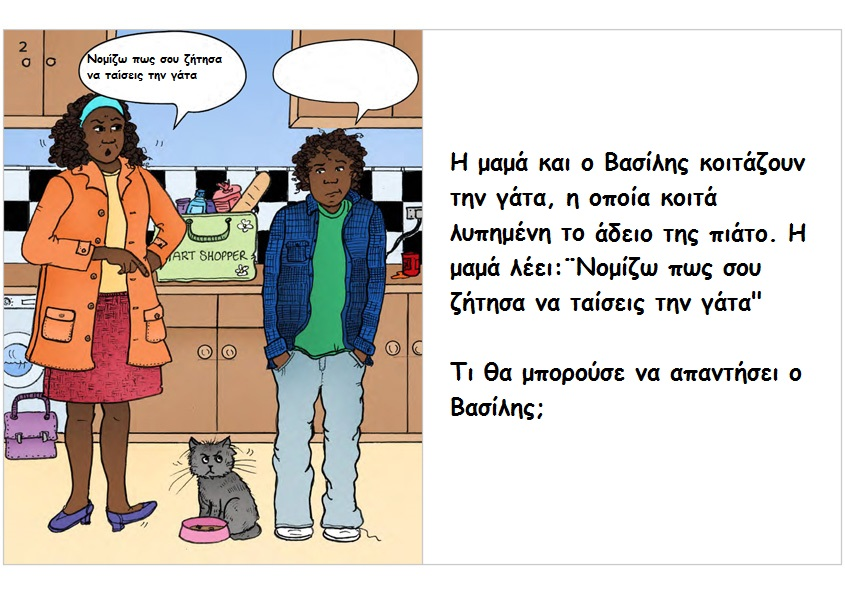 2
Νομίζω πως σου ζήτησα
να ταίσεις την γάτα
ART SHOPPER
Η μαμά και ο Βασίλης κοιτάζουν
την γάτα, η οποία κοιτά
λυπημένη το άδειο της πιάτο. Η
μαμά λέει:¨Νομίζω πως σου
ζήτησα να ταίσεις την γάτα"
Τι θα μπορούσε να απαντήσει ο
Βασίλης;